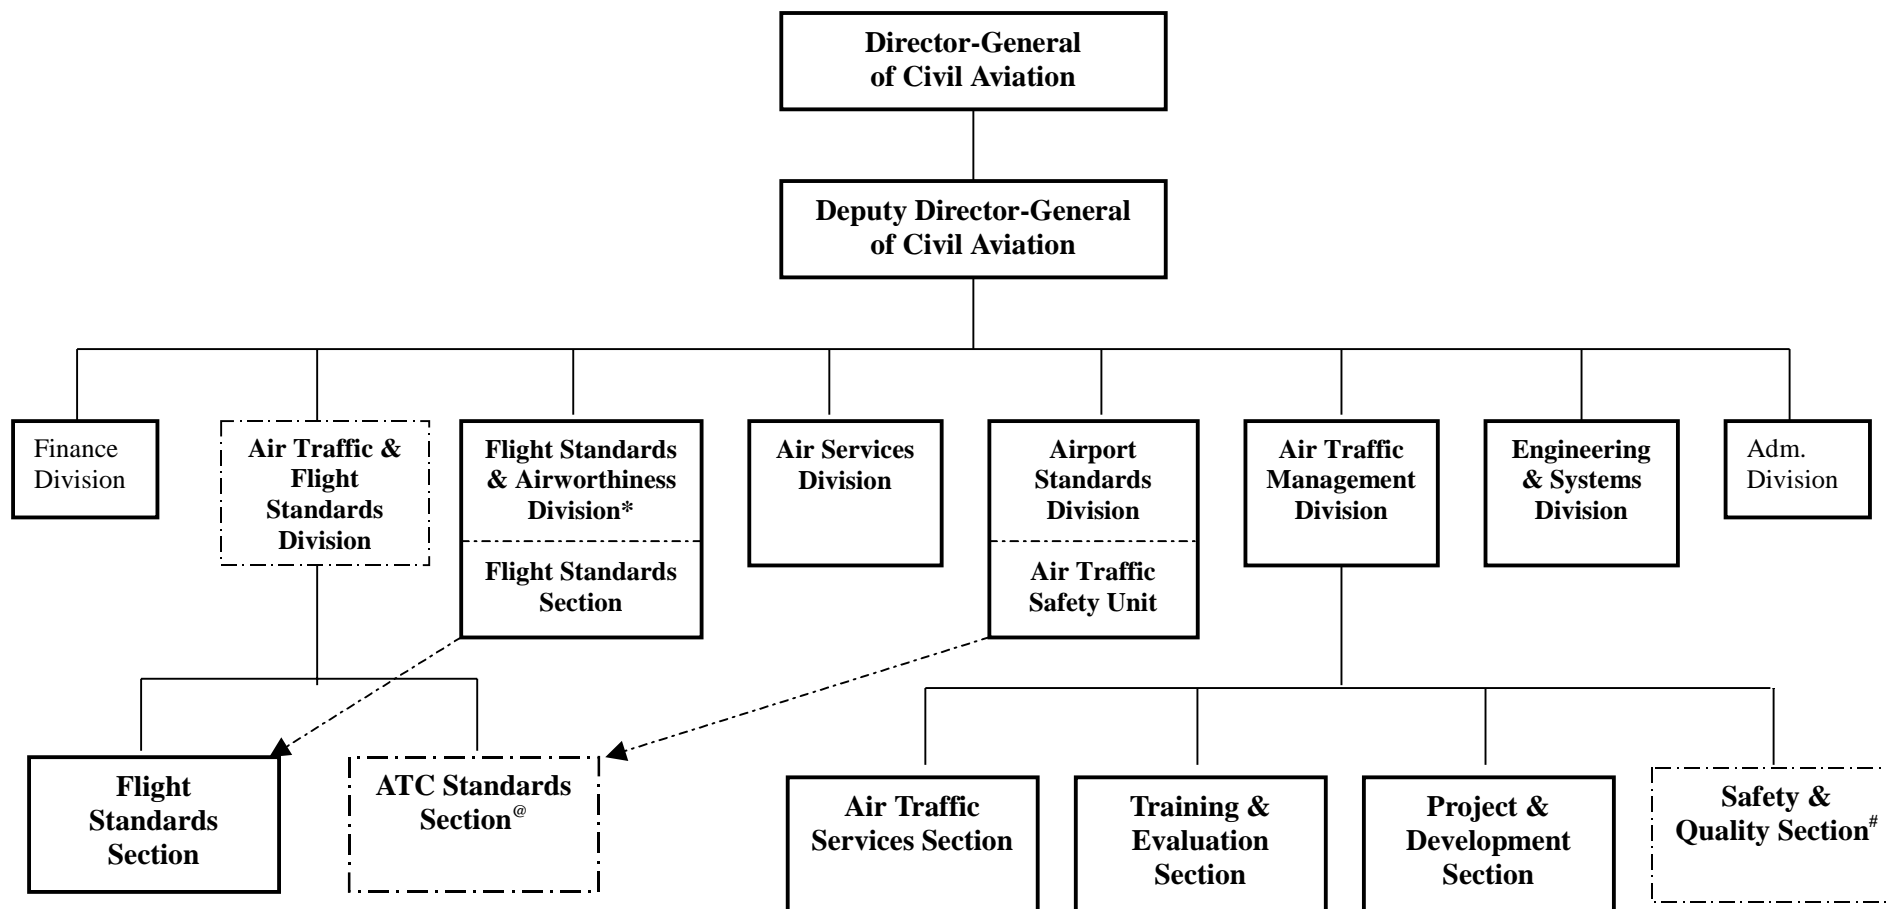 Director-General
of Civil Aviation
Deputy Director-General
of Civil Aviation
Finance
Division
Air Traffic &
Flight
Standards
Division
Flight Standards
& Airworthiness
Division*
Flight Standards
Section
Air Services
Division
Airport
Standards
Division
Air Traffic
Safety Unit
Air Traffic
Management
Division
Engineering
& Systems
Division
Adm.
Division
Flight
Standards
Section
ATC Standards
Section@
Air Traffic
Services Section
Training &
Evaluation
Section
Project &
Development
Section
Safety &
Quality Section#